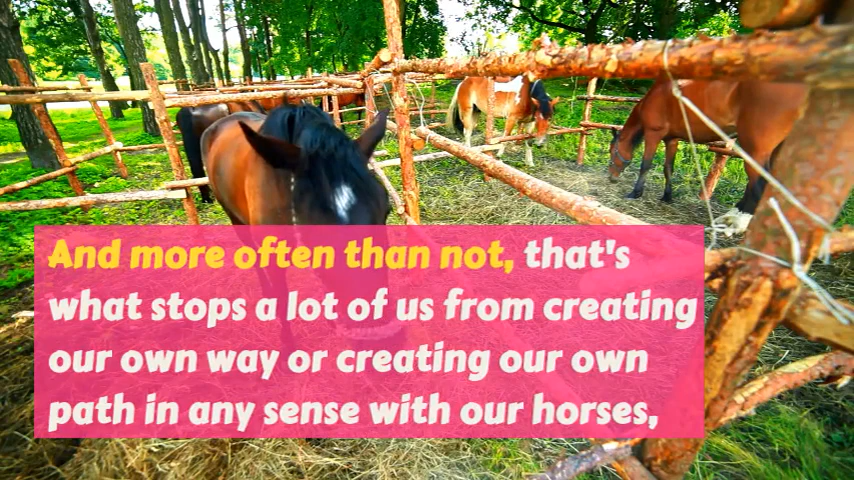 And more often than not, that's
what stops a lot of us from creating
our own way or creating our own
path in any sense with our horses,